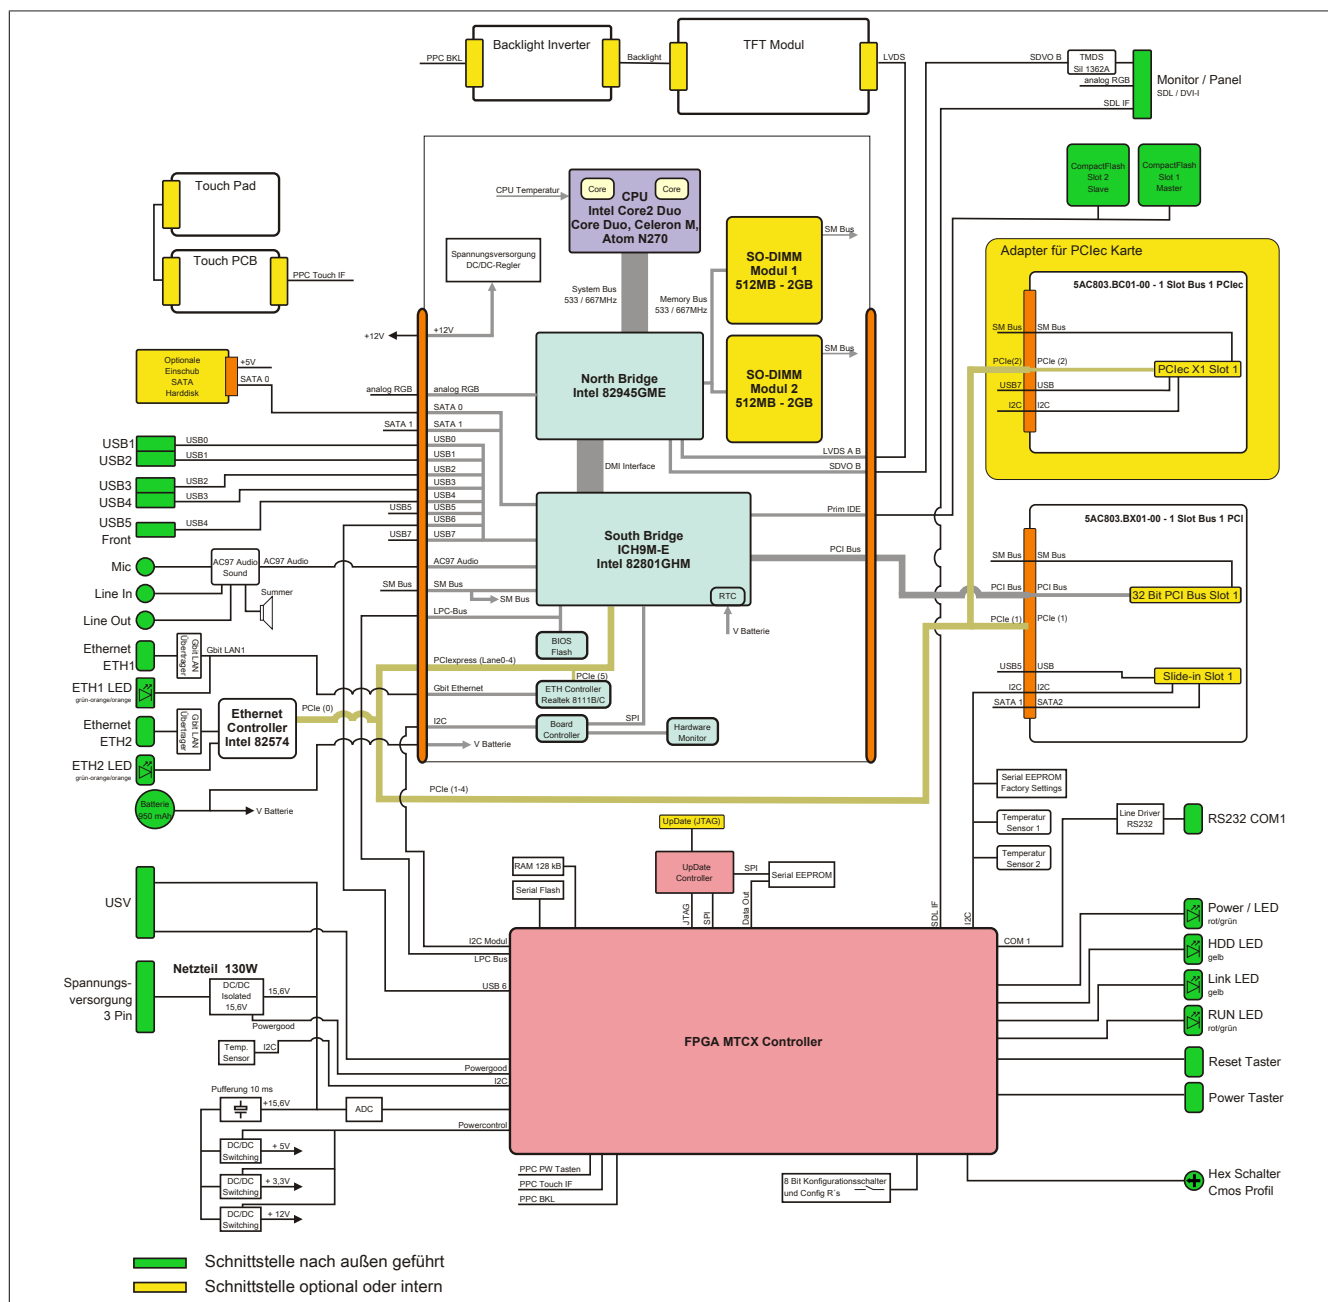 Backlight Inverter
TFT Modul
PPC BKL
Backlight
LVDS
SDVO B
TMDS
Sil 1362A
analog RGB
SDL IF
Monitor / Panel
SDL / DVI-I
CompactFlash
Slot 2
Slave
CompactFlash
Slot 1
Master
Touch Pad
Touch PCB
PPC Touch IF
CPU Temperatur
Core
Core
CPU
Intel Core2 Duo
Core Duo, Celeron M,
Atom N270
Spannungsversorgung
DC/DC-Regler
System Bus
533 / 667MHz
Memory Bus
533 / 667MHz
SO-DIMM
Modul 1
512MB - 2GB
SM Bus
SO-DIMM
Modul 2
512MB - 2GB
SM Bus
Adapter für PCIec Karte
5AC803.BC01-00 - 1 Slot Bus 1 PCIec
SM Bus
SM Bus
PCIe(2)
PCIe (2)
PCIec X1 Slot 1
USB7
USB
I2C
I2C
+12V
+12V
Optionale
Einschub
SATA
Harddisk
+5V
SATA 0
analog RGB
analog RGB
North Bridge
Intel 82945GME
SATA 0
SATA 1
SATA 1
USB0
USB1
USB2
USB3
USB4
USB5
USB6
USB7
USB1
USB2
USB0
USB1
USB3
USB4
USB2
USB3
USB5
Front
USB4
USB5
USB7
DMI Interface
LVDS A B
SDVO B
South Bridge
ICH9M-E
Intel 82801GHM
RTC
Prim IDE
PCI Bus
V Batterie
5AC803.BX01-00 - 1 Slot Bus 1 PCI
SM Bus
SM Bus
PCI Bus
PCI Bus
32 Bit PCI Bus Slot 1
PCIe (1)
PCIe (1)
USB5
USB
Slide-in Slot 1
I2C
I2C
SATA 1
SATA2
Mic
Line In
Line Out
AC97 Audio
Sound
AC97 Audio
AC97 Audio
Summer
SM Bus
SM Bus
SM Bus
LPC-Bus
BIOS
Flash
Ethernet
ETH1
Gbit LAN
Übertrager
Gbit LAN1
ETH1 LED
grün-orange/orange
PCIexpress (Lane0-4)
PCIe (5)
Gbit Ethernet
ETH Controller
Realtek 8111B/C
Ethernet
ETH2
Gbit LAN
Übertrager
Ethernet
Controller
Intel 82574
PCIe (0)
I2C
Board
Controller
SPI
Hardware
Monitor
ETH2 LED
grün-orange/orange
V Batterie
Batterie
950 mAh
V Batterie
PCIe (1-4)
Serial EEPROM
Factory Settings
Temperatur
Sensor 1
Temperatur
Sensor 2
Line Driver
RS232
RS232 COM1
UpDate (JTAG)
UpDate
Controller
SPI
Serial EEPROM
RAM 128 kB
Serial Flash
JTAG
SPI
Data Out
SDL IF
I2C
USV
I2C Modul
LPC Bus
COM 1
Power / LED
rot/grün
HDD LED
gelb
Link LED
gelb
RUN LED
rot/grün
Reset Taster
Power Taster
Spannungs-
versorgung
3 Pin
Netzteil 130W
DC/DC
Isolated
15,6V
15,6V
Powergood
USB 6
FPGA MTCX Controller
Temp.
Sensor
I2C
Powergood
I2C
Pufferung 10 ms
+15,6V
ADC
Powercontrol
DC/DC
Switching
+ 5V
DC/DC
Switching
+ 3,3V
DC/DC
Switching
+ 12V
PPC PW Tasten
PPC Touch IF
PPC BKL
8 Bit Konfigurationsschalter
und Config R´s
Hex Schalter
Cmos Profil
Schnittstelle nach außen geführt
Schnittstelle optional oder intern